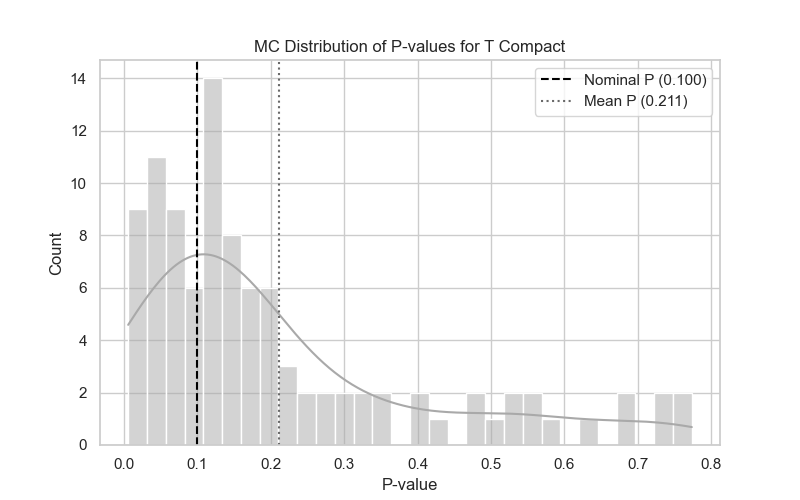 MC Distribution of P-values for T Compact
Nominal P (0.100)
Mean P (0.211)
Count
14
12
10
8
6
4
2
0
0.0 0.1 0.2 0.3 0.4 0.5 0.6 0.7 0.8
P-value